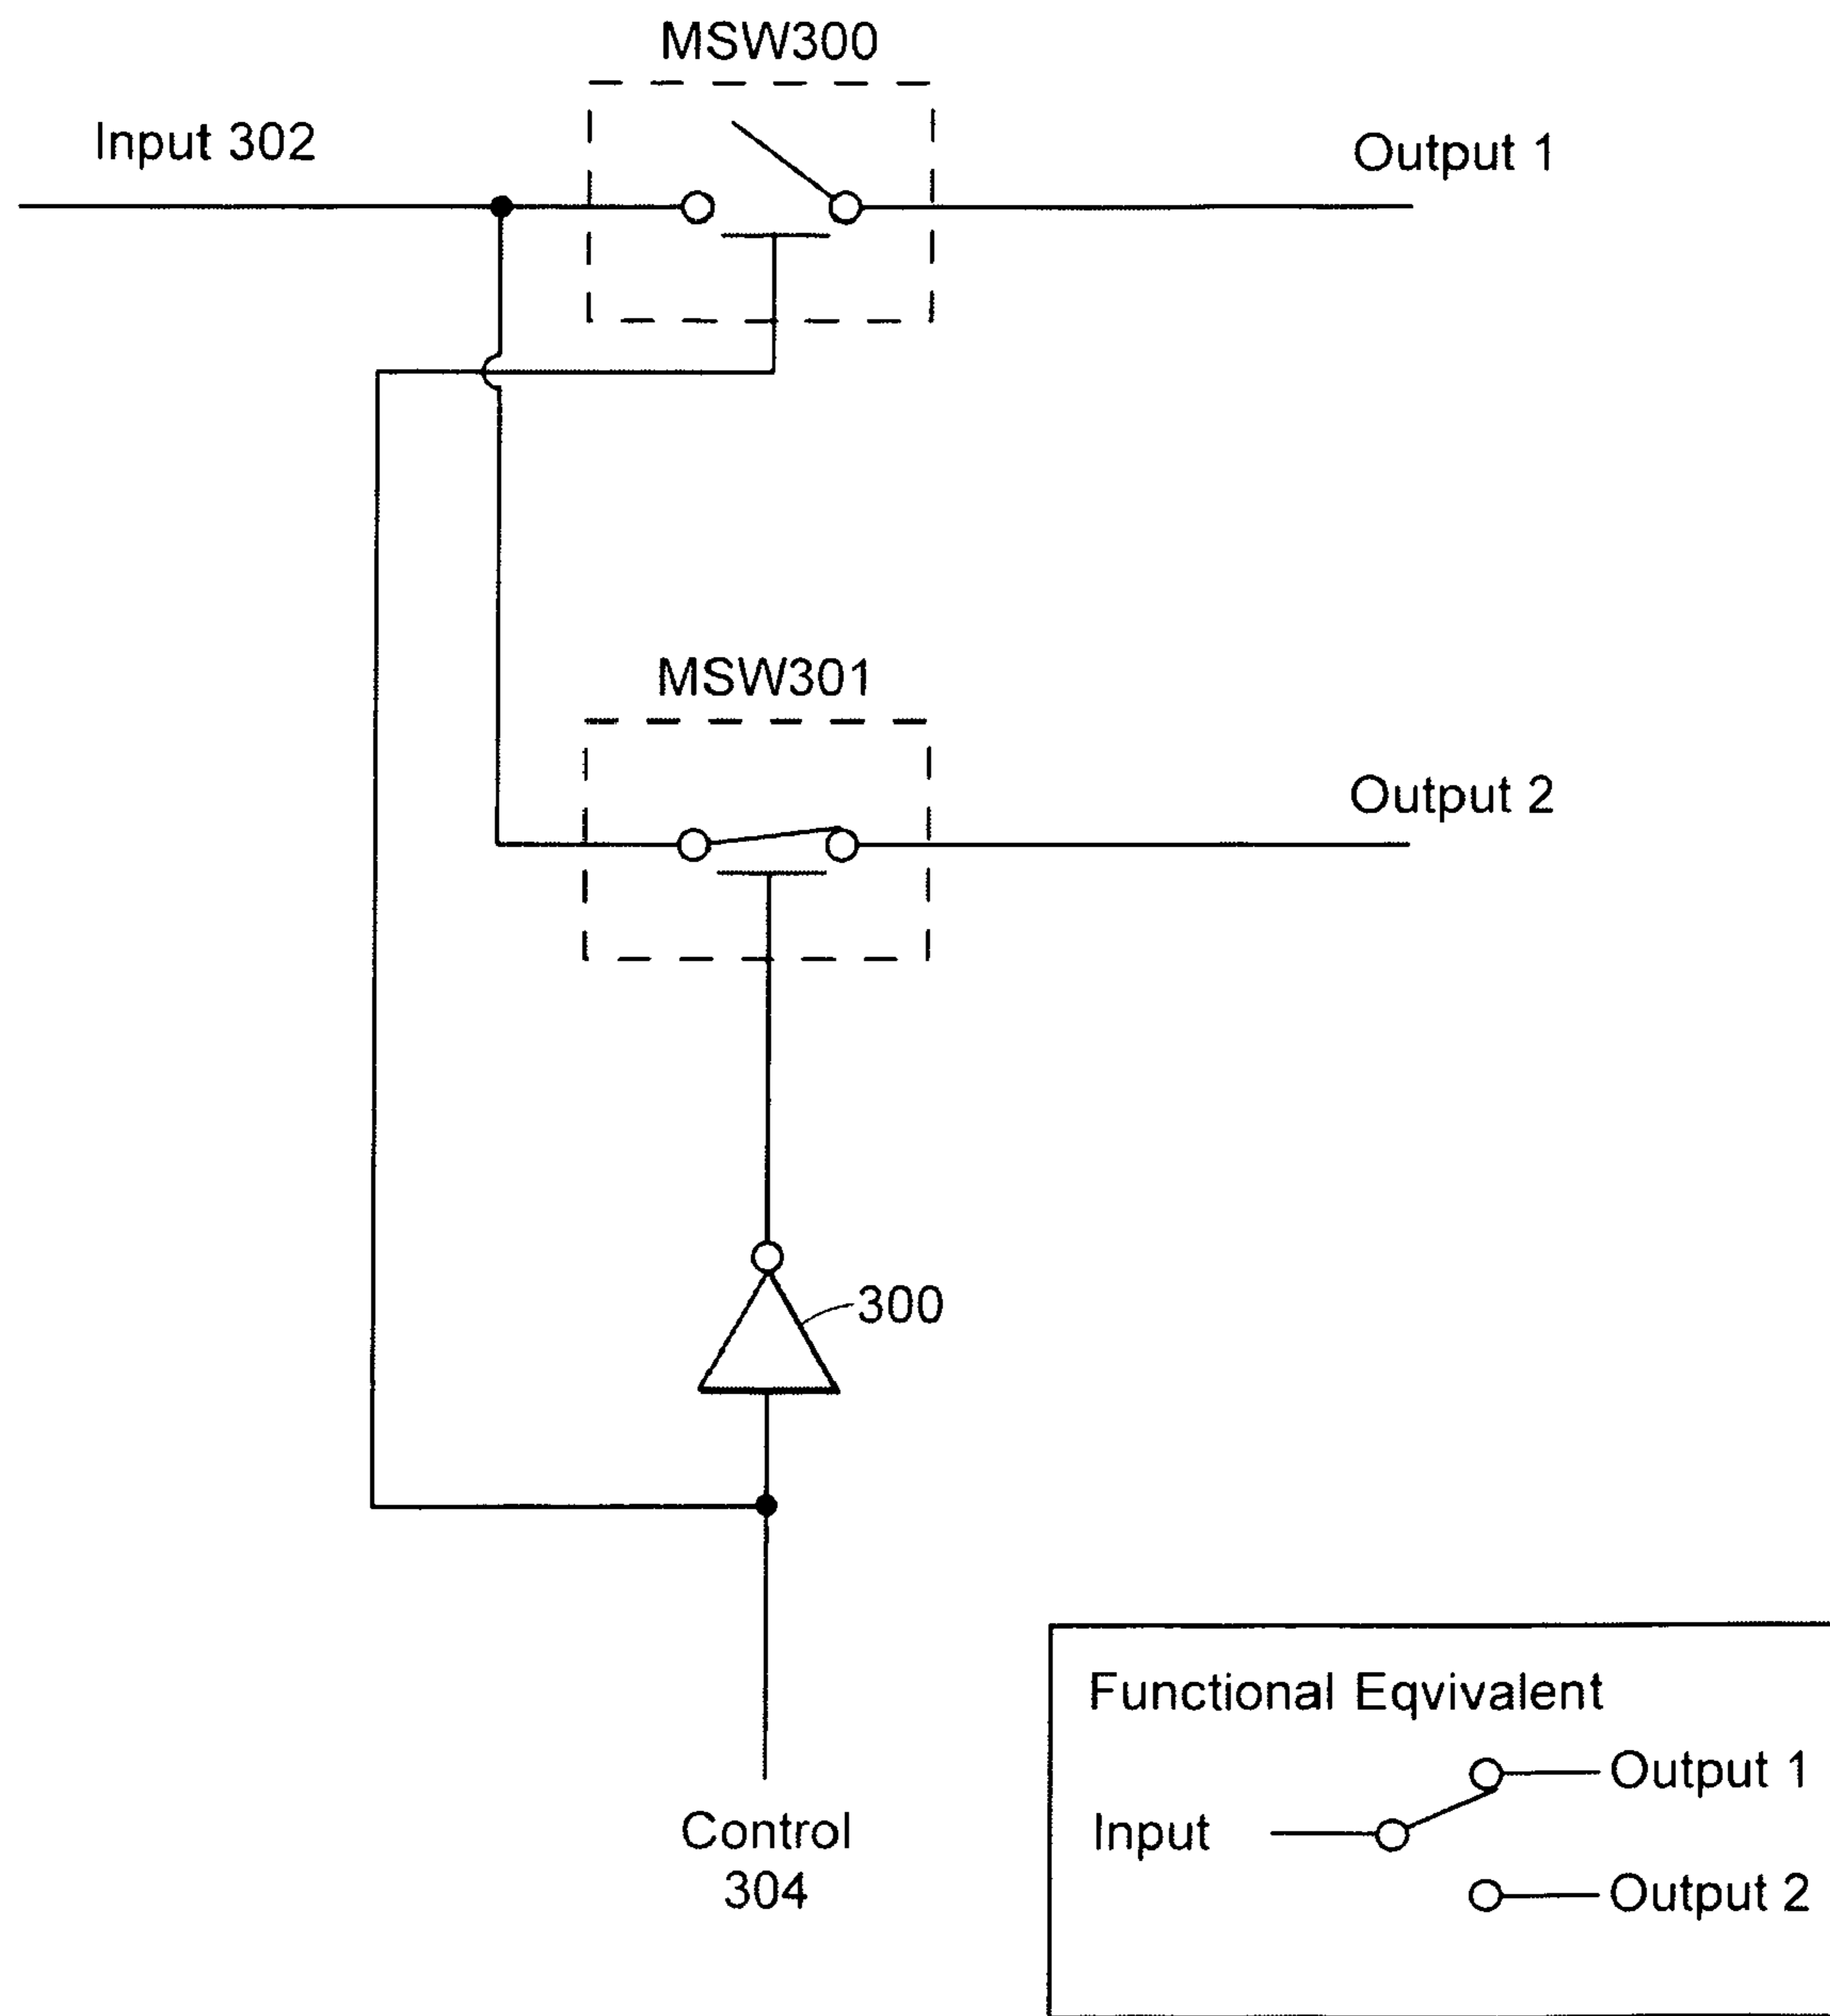 MSW300
Input 302
Output 1
MSW301
Output 2
300
Control
304
Functional Eqvivalent
Output 1
Input
Output 2